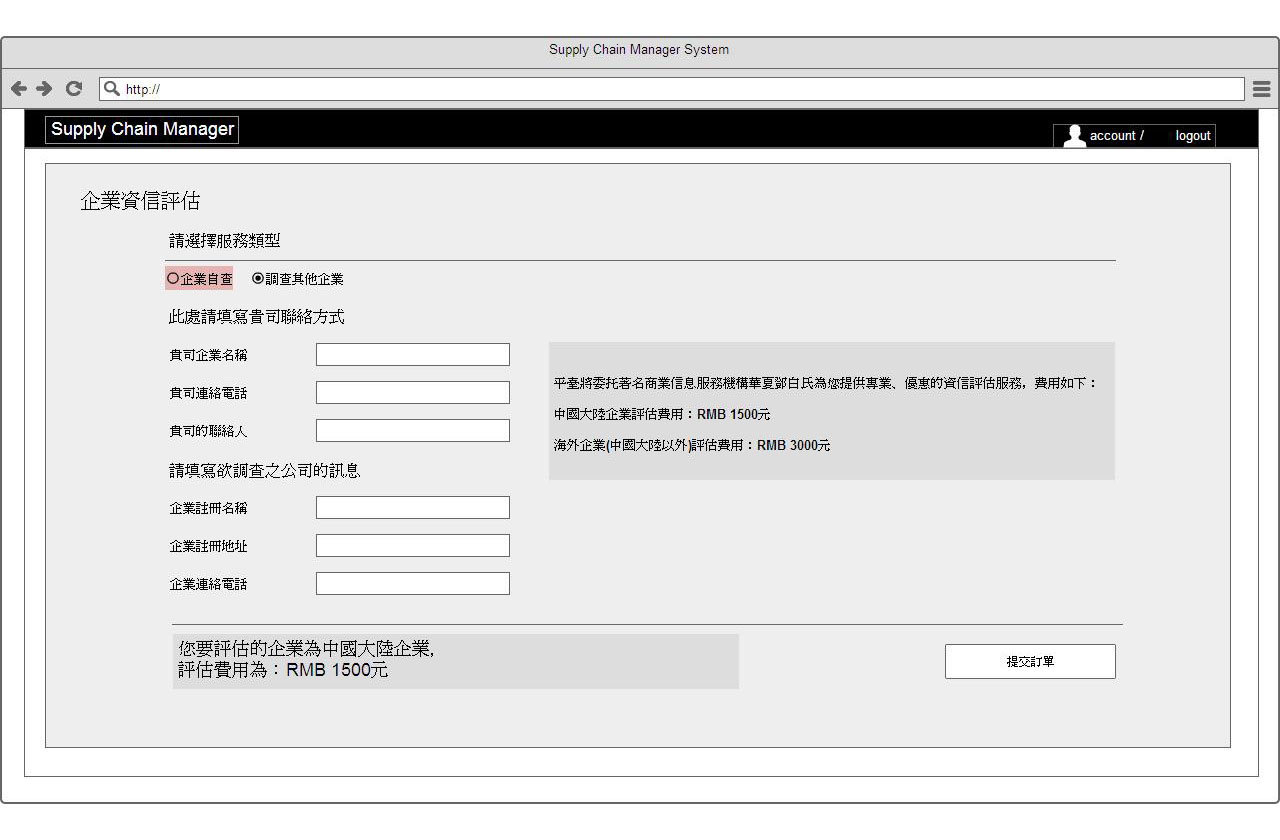 Supply Chain Manager System
http://
Supply Chain Manager
account / logout
企業資信評估
請選擇服務類型
企業自查 調查其他企業
此處請填寫貴司聯絡方式
貴司企業名稱
貴司連絡電話
貴司的聯絡人
平臺將委托著名商業信息服務機構華夏鄧白氏為您提供專業、優惠的資信評估服務，費用如下：
中國大陸企業評估費用：RMB 1500元
海外企業(中國大陸以外)評估費用：RMB 3000元
請填寫欲調查之公司的訊息
企業註冊名稱
企業註冊地址
企業連絡電話
您要評估的企業為中國大陸企業,
評估費用為：RMB 1500元
提交訂單